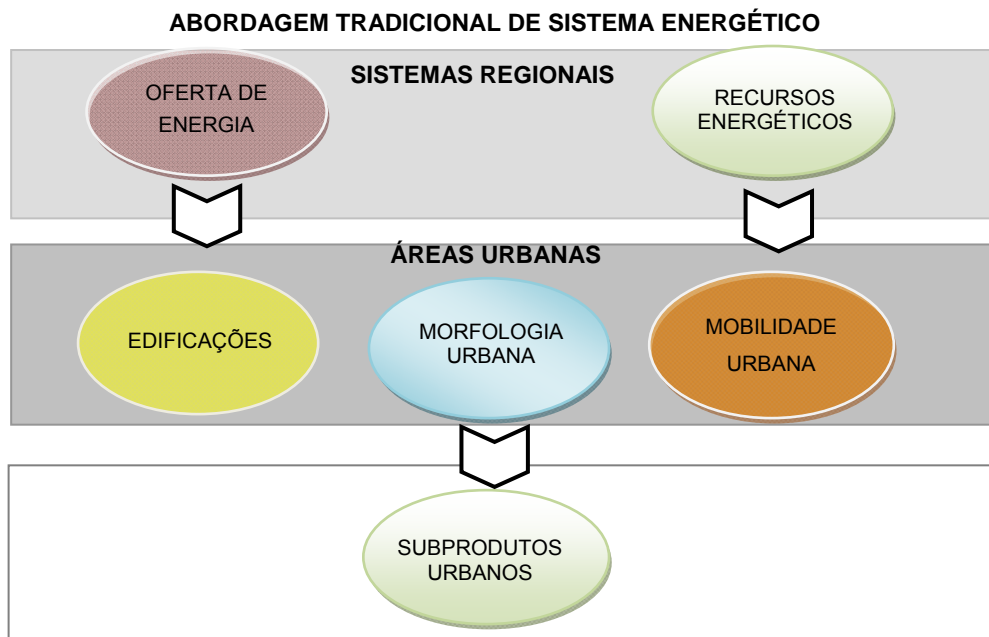 ABORDAGEM TRADICIONAL DE SISTEMA ENERGÉTICO
SISTEMAS REGIONAIS
OFERTA DE
ENERGIA
RECURSOS
ENERGÉTICOS
ÁREAS URBANAS
EDIFICAÇÕES
MORFOLOGIA
URBANA
MOBILIDADE
URBANA
SUBPRODUTOS
URBANOS